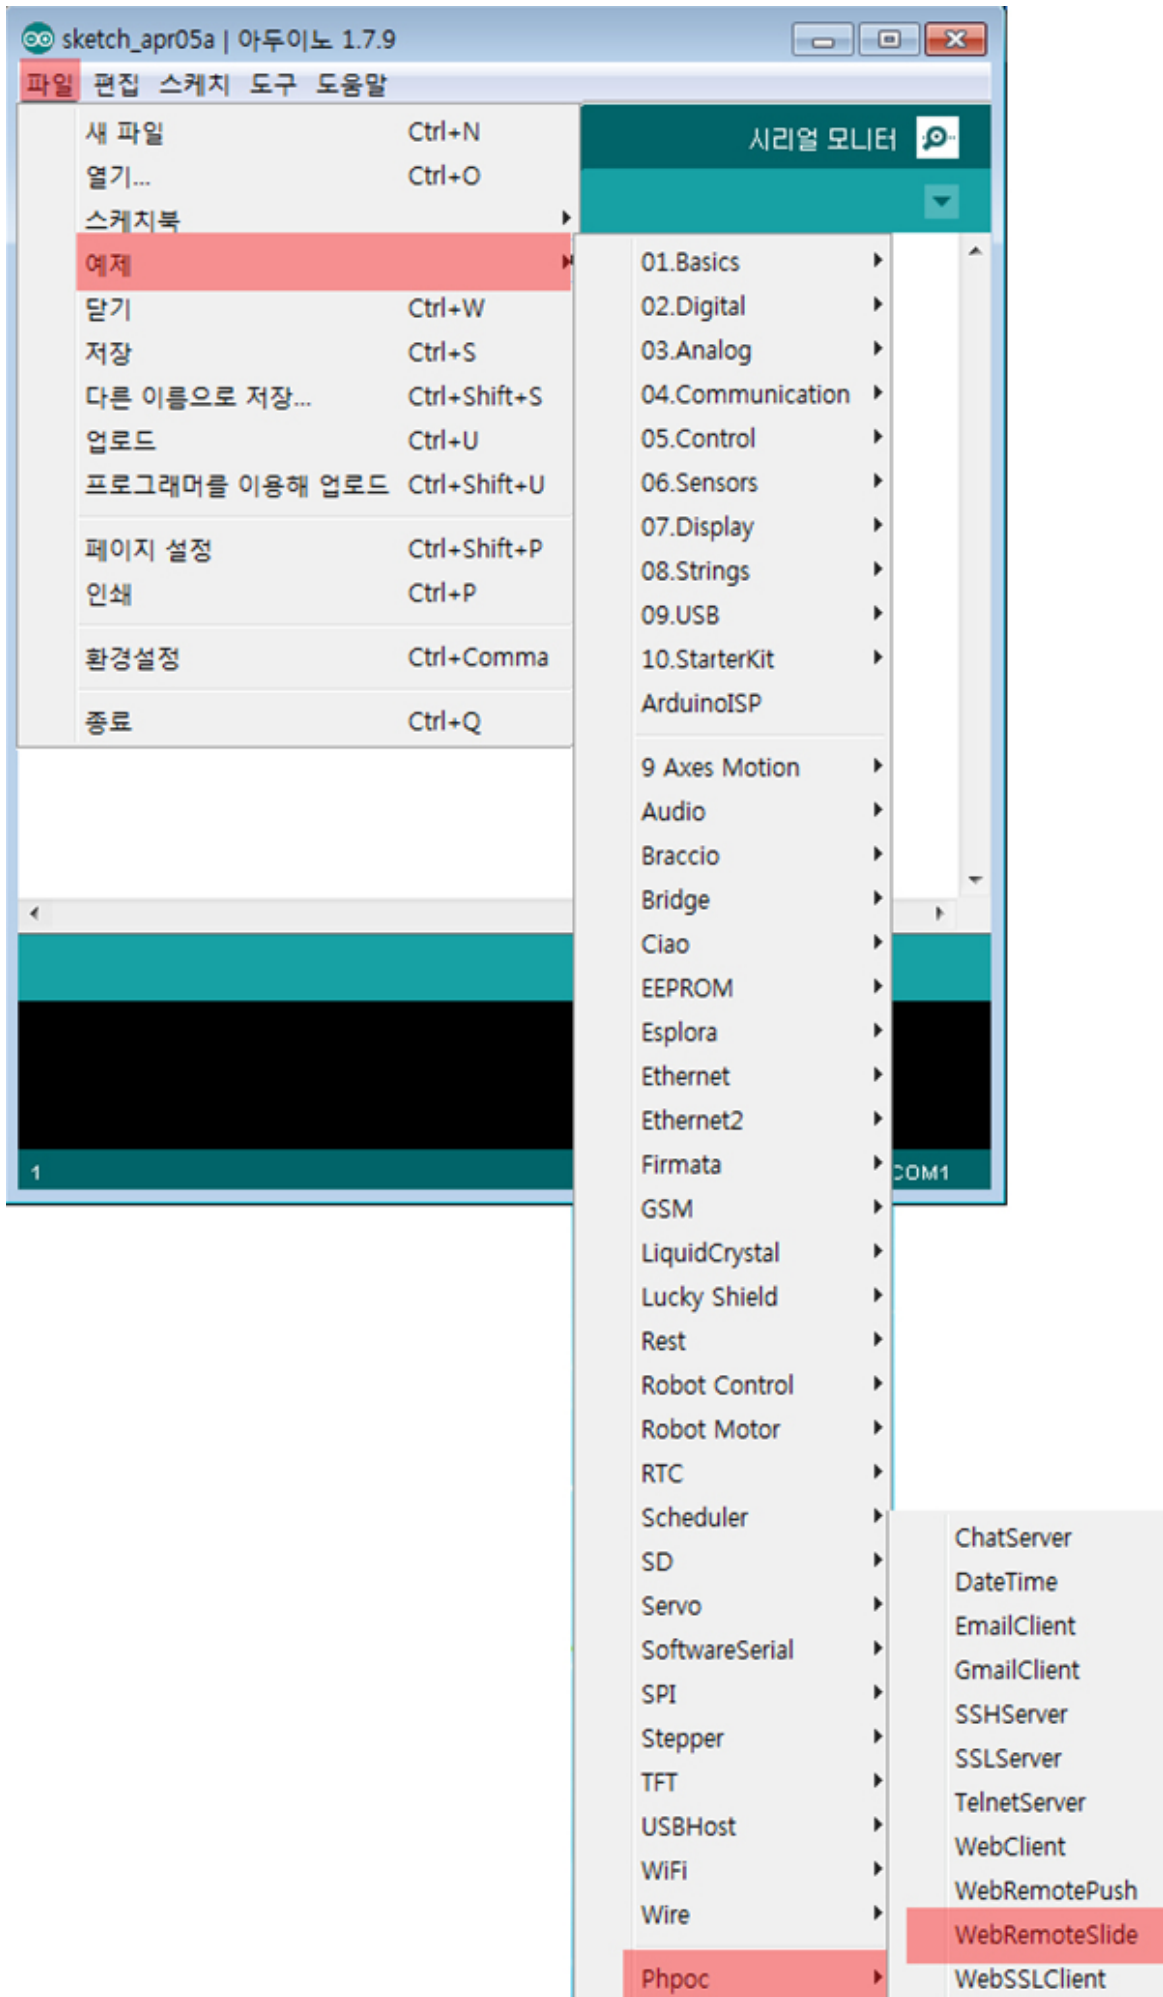 sketch_apr05a | 아두이노 1.7.9
파일 편집 스케치 도구 도움말
시리얼 모니터
새 파일 Ctrl+N
열기... Ctrl+O
스케치북
예제
닫기 Ctrl+W
저장 Ctrl+S
다른 이름으로 저장... Ctrl+Shift+S
업로드 Ctrl+U
프로그래머를 이용해 업로드 Ctrl+Shift+U
페이지 설정 Ctrl+Shift+P
인쇄 Ctrl+P
환경설정 Ctrl+Comma
종료 Ctrl+Q
01.Basics
02.Digital
03.Analog
04.Communication
05.Control
06.Sensors
07.Display
08.Strings
09.USB
10.StarterKit
ArduinoISP
9 Axes Motion
Audio
Braccio
Bridge
Ciao
EEPROM
Esplora
Ethernet
Ethernet2
Firmata
GSM
LiquidCrystal
Lucky Shield
Rest
Robot Control
Robot Motor
RTC
Scheduler
SD
Servo
SoftwareSerial
SPI
Stepper
TFT
USBHost
WiFi
Wire
Phpoc
1
COM1
ChatServer
DateTime
EmailClient
GmailClient
SSHServer
SSLServer
TelnetServer
WebClient
WebRemotePush
WebRemoteSlide
WebSSLClient